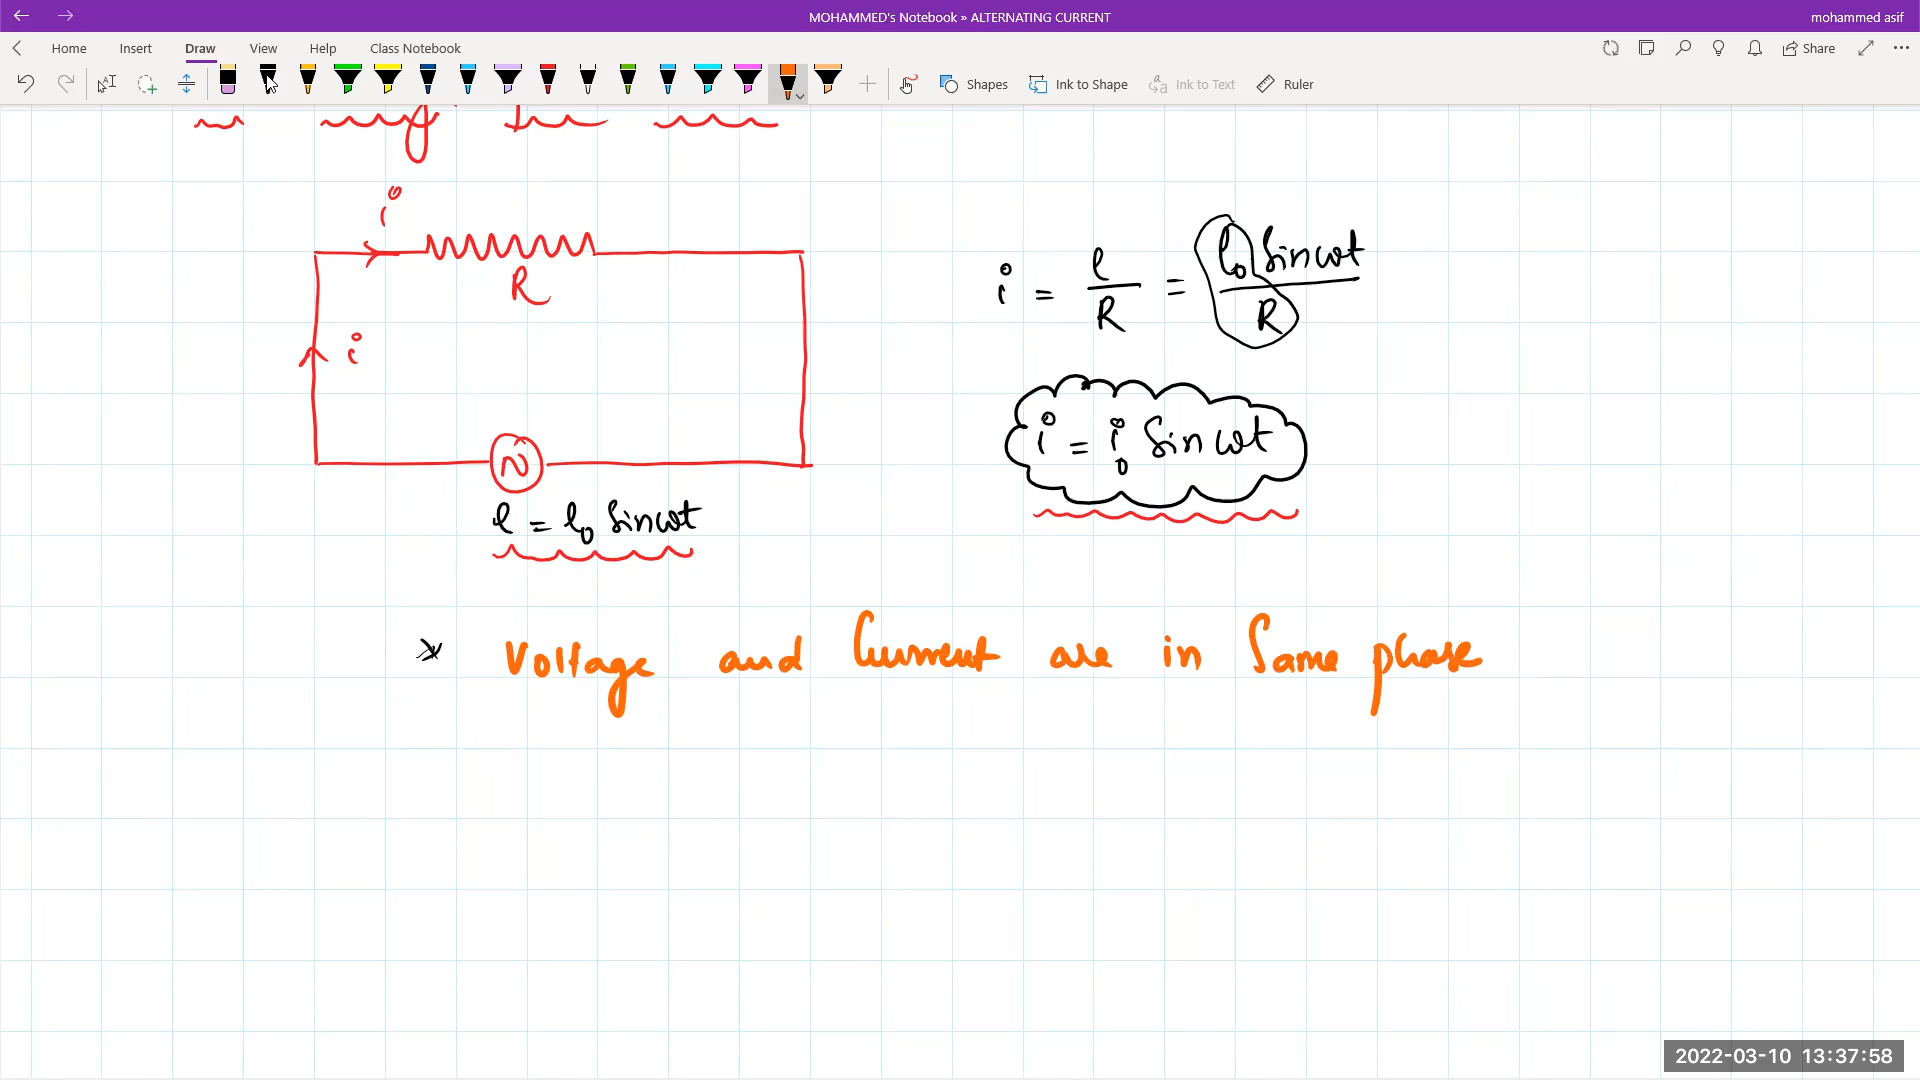 MOHAMMED's Notebook » ALTERNATING CURRENT
mohammed asif
Home Insert Draw View Help Class Notebook
Share
Shapes Ink to Shape Ink to Text Ruler
i
R
i
N
e = e₀ Sinωt
i = e/R = e₀ Sinωt/R
i = i₀ Sinωt
* Voltage and Current are in Same phase
2022-03-10 13:37:58